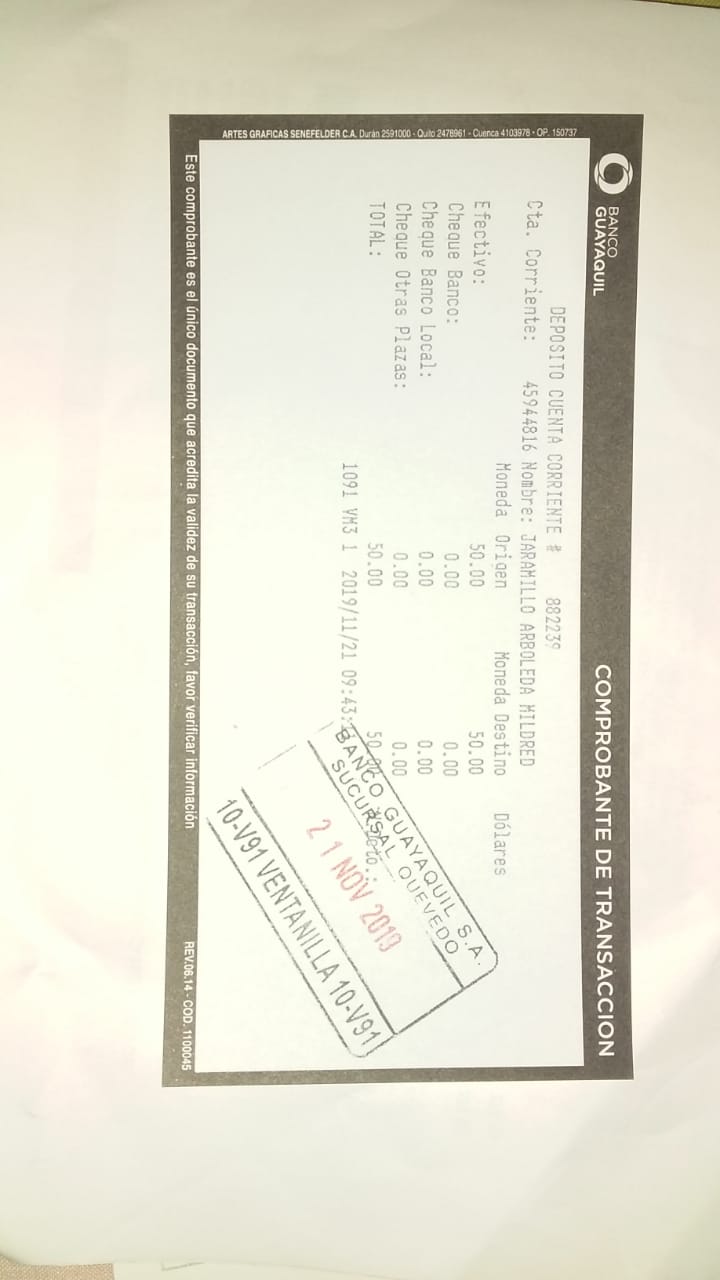 BANCO
GUAYAQUIL
COMPROBANTE DE TRANSACCION
DEPOSITO CUENTA CORRIENTE # 882239
Cta. Corriente: 45944816 Nombre: JARAMILLO ARBOLEDA MILDRED
Moneda Origen Moneda Destino Dólares
Efectivo: 50.00 50.00
Cheque Banco: 0.00 0.00
Cheque Banco Local: 0.00 0.00
Cheque Otras Plazas: 0.00 0.00
TOTAL: 50.00
1091 VM3 1 2019/11/21 09:43:
BANCO GUAYAQUIL S.A.
SUCURSAL QUEVEDO
21 NOV 2019
10-V91 VENTANILLA 10-V91
ARTES GRAFICAS SENEFELDER C.A. Durán 2591000 - Quito 2478961 - Cuenca 4103978 - OP. 150737
Este comprobante es el único documento que acredita la validez de su transacción, favor verificar información
REV.06.14 - COD. 1100045